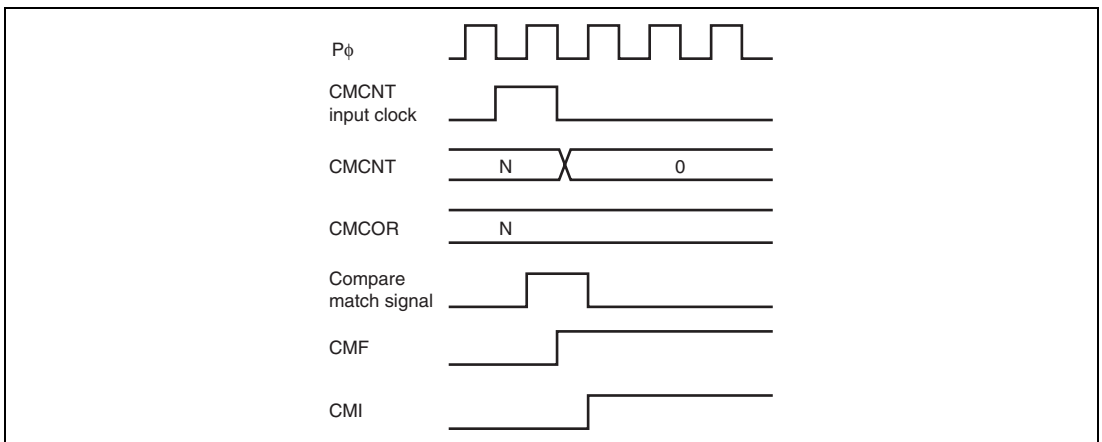 Pφ
CMCNT
input clock
CMCNT
N
0
CMCOR
N
Compare
match signal
CMF
CMI